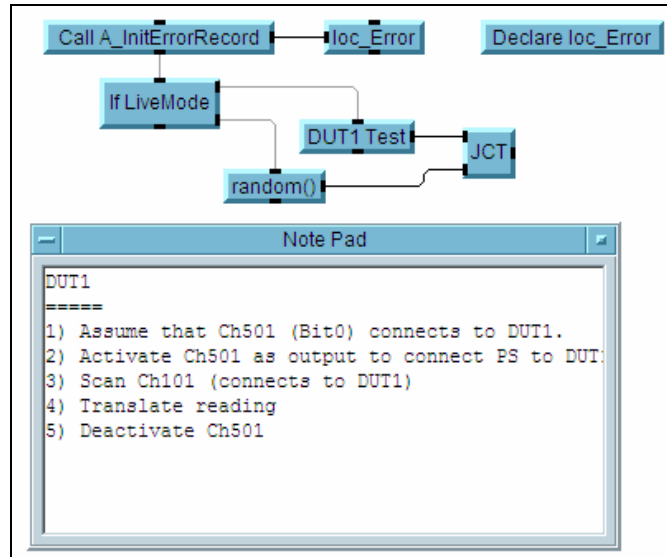 Call A_InitErrorRecord loc_Error Declare loc_Error
If LiveMode
DUT1 Test
JCT
random()
Note Pad
DUT1
=====
1) Assume that Ch501 (Bit0) connects to DUT1.
2) Activate Ch501 as output to connect PS to DUT
3) Scan Ch101 (connects to DUT1)
4) Translate reading
5) Deactivate Ch501